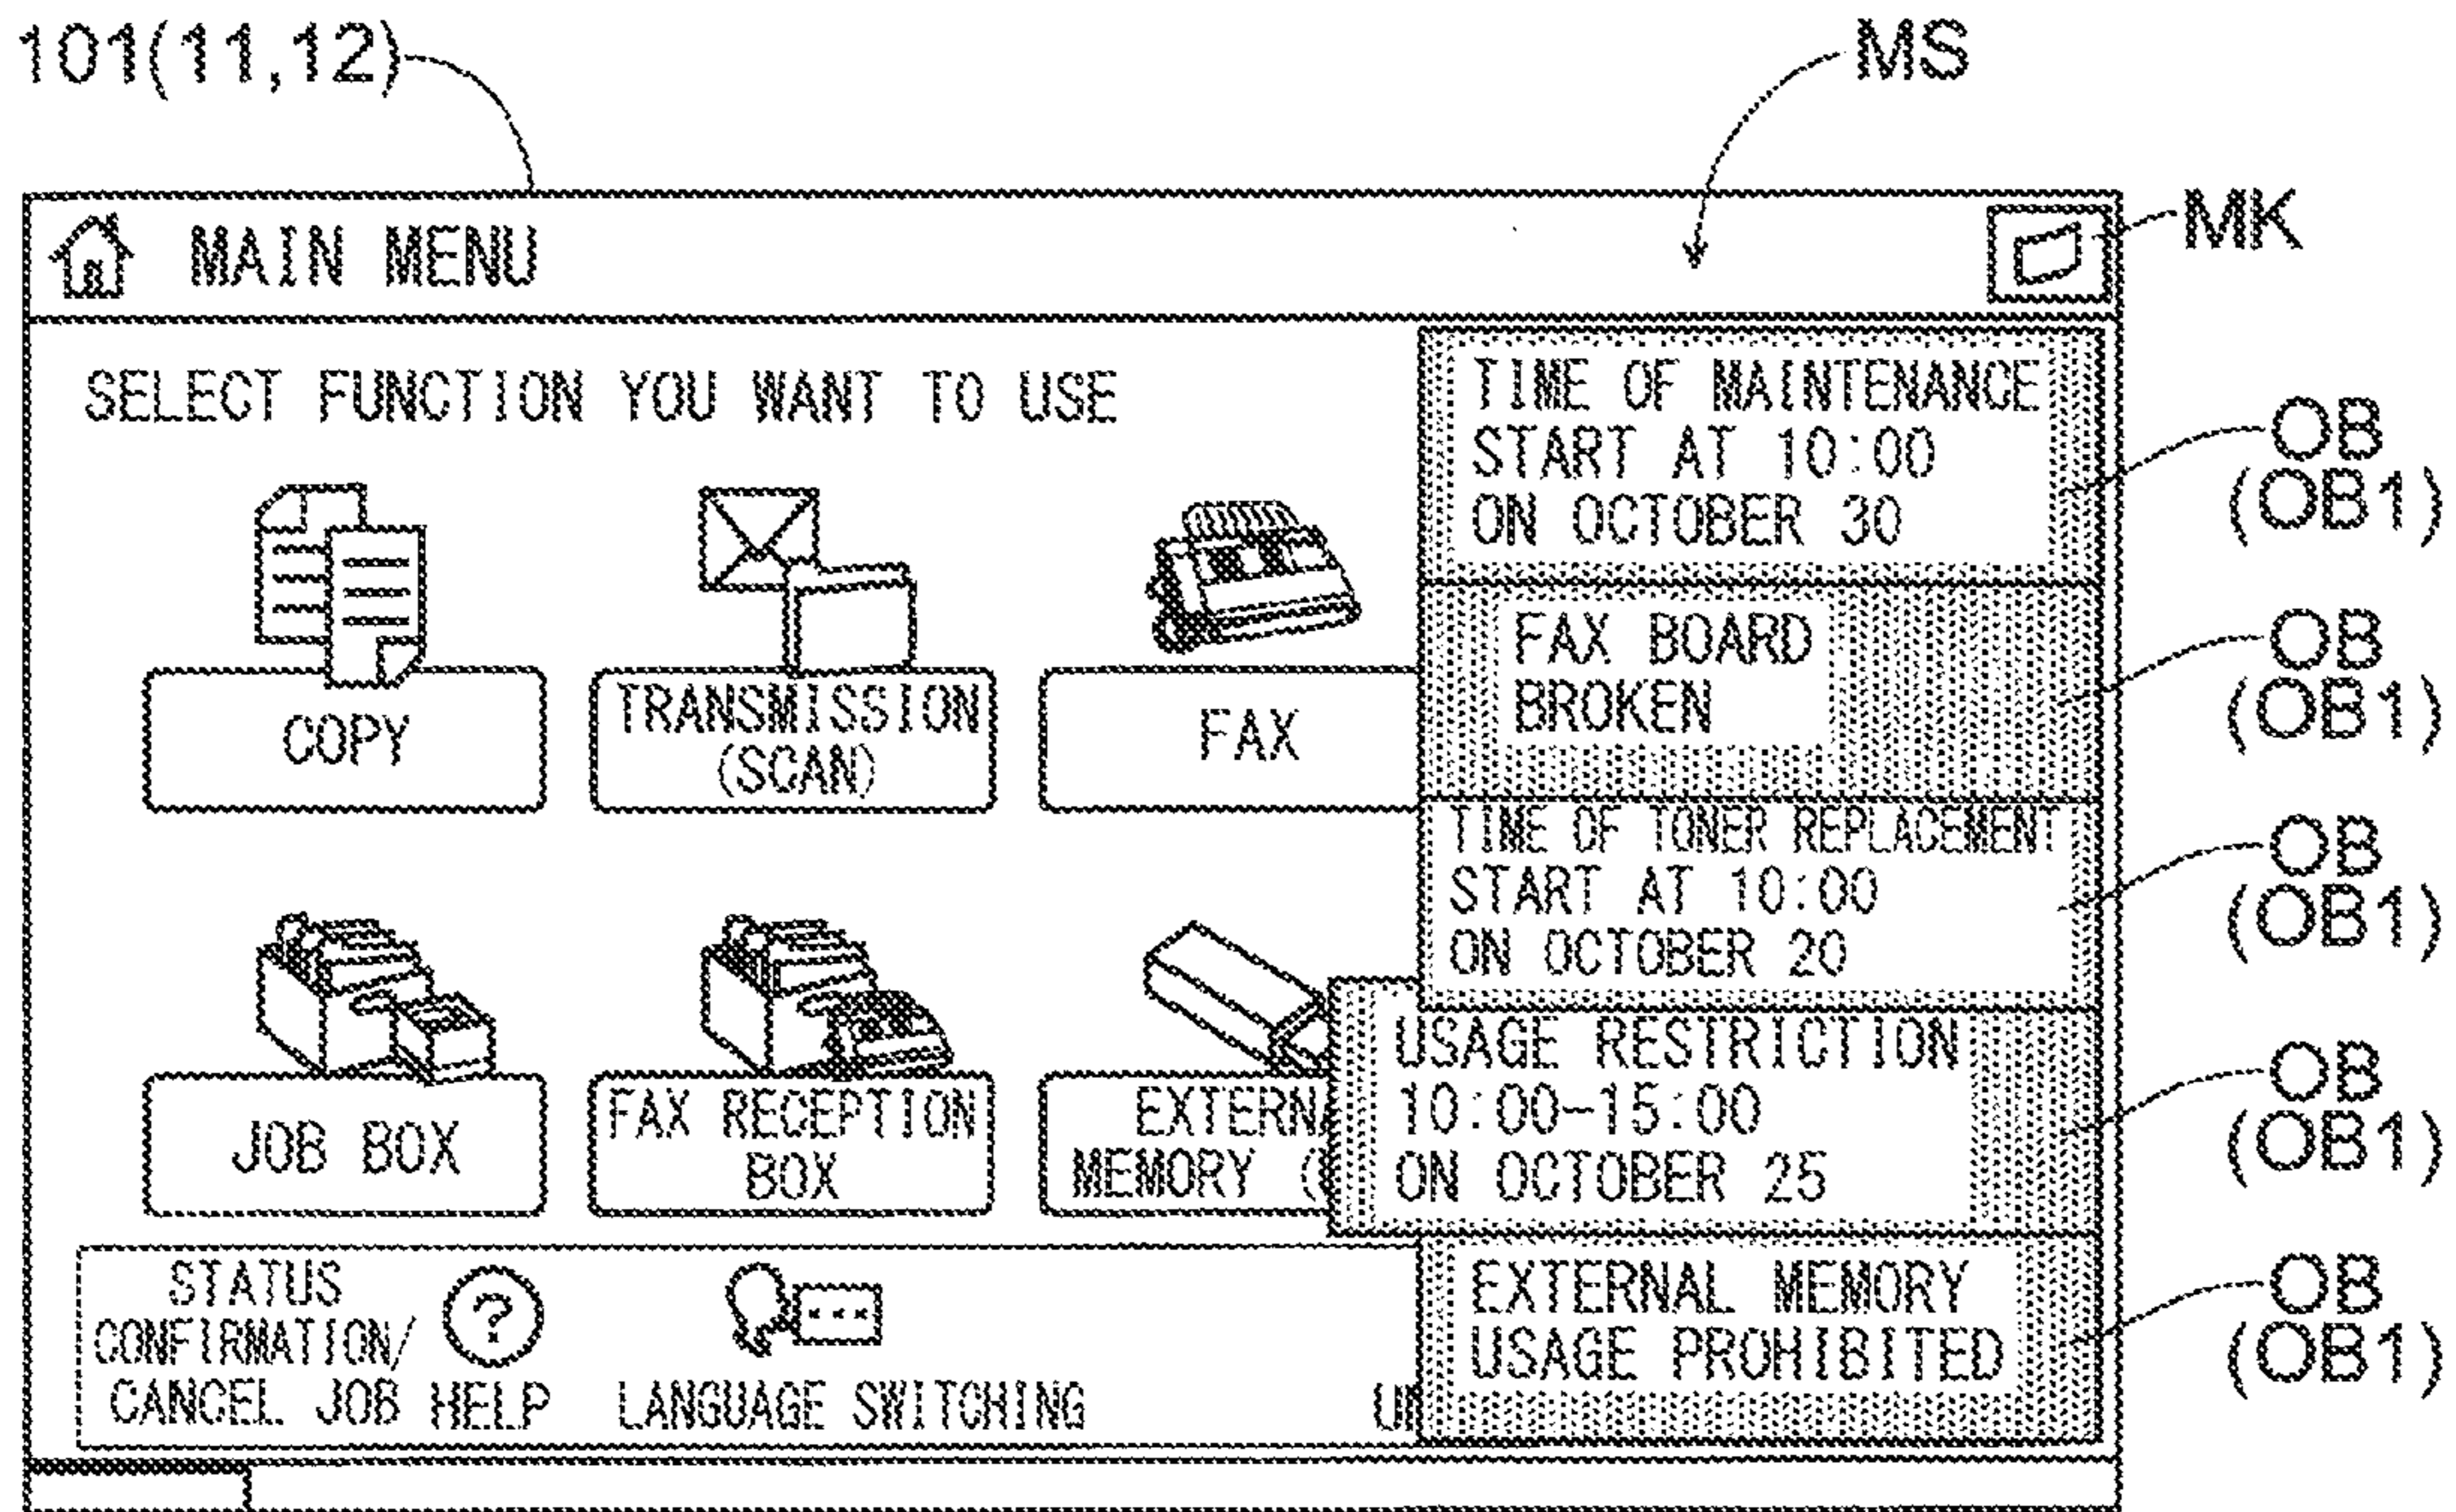 101(11,12)
MS
MK
MAIN MENU
SELECT FUNCTION YOU WANT TO USE
COPY
TRANSMISSION
(SCAN)
FAX
JOB BOX
FAX RECEPTION
BOX
EXTERNA
MEMORY (
STATUS
CONFIRMATION/
CANCEL JOB
?
HELP
LANGUAGE SWITCHING
TIME OF MAINTENANCE
START AT 10:00
ON OCTOBER 30
OB
(OB1)
FAX BOARD
BROKEN
OB
(OB1)
TIME OF TONER REPLACEMENT
START AT 10:00
ON OCTOBER 20
OB
(OB1)
USAGE RESTRICTION
10:00-15:00
ON OCTOBER 25
OB
(OB1)
EXTERNAL MEMORY
USAGE PROHIBITED
OB
(OB1)